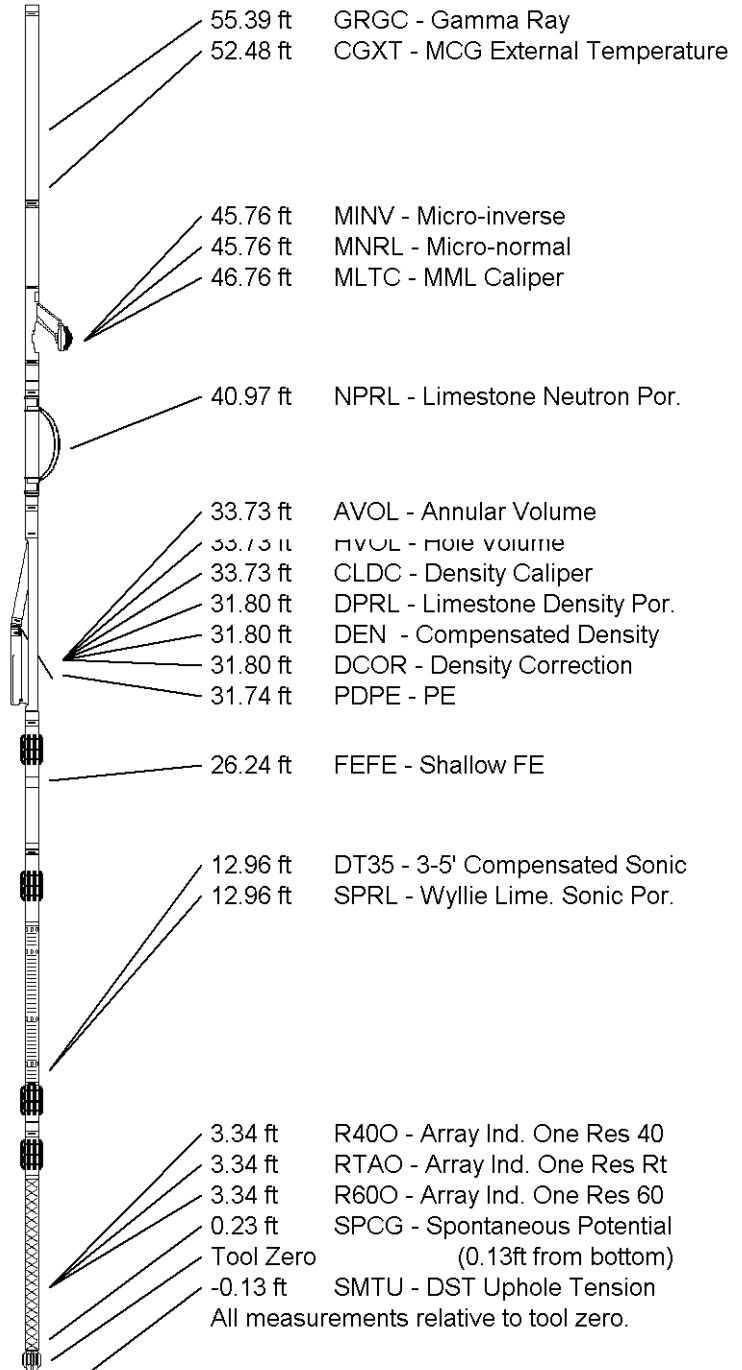 55.39 ft GRGC - Gamma Ray
52.48 ft CGXT - MCG External Temperature
45.76 ft MINV - Micro-inverse
45.76 ft MNRL - Micro-normal
46.76 ft MLTC - MML Caliper
40.97 ft NPRL - Limestone Neutron Por.
33.73 ft AVOL - Annular Volume
33.73 ft HVOL - Hole Volume
33.73 ft CLDC - Density Caliper
31.80 ft DPRL - Limestone Density Por.
31.80 ft DEN - Compensated Density
31.80 ft DCOR - Density Correction
31.74 ft PDPE - PE
26.24 ft FEFE - Shallow FE
12.96 ft DT35 - 3-5' Compensated Sonic
12.96 ft SPRL - Wyllie Lime. Sonic Por.
3.34 ft R40O - Array Ind. One Res 40
3.34 ft RTAO - Array Ind. One Res Rt
3.34 ft R60O - Array Ind. One Res 60
0.23 ft SPCG - Spontaneous Potential
Tool Zero (0.13ft from bottom)
-0.13 ft SMTU - DST Uphole Tension
All measurements relative to tool zero.